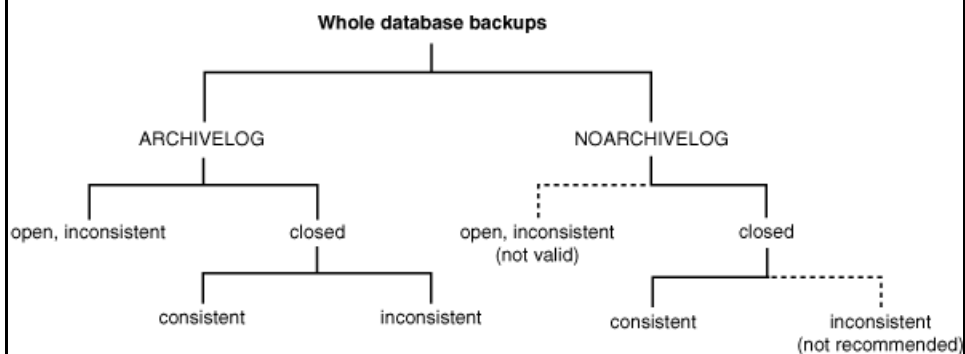 Whole database backups
ARCHIVELOG
NOARCHIVELOG
open, inconsistent
closed
open, inconsistent
(not valid)
closed
consistent
inconsistent
consistent
inconsistent
(not recommended)